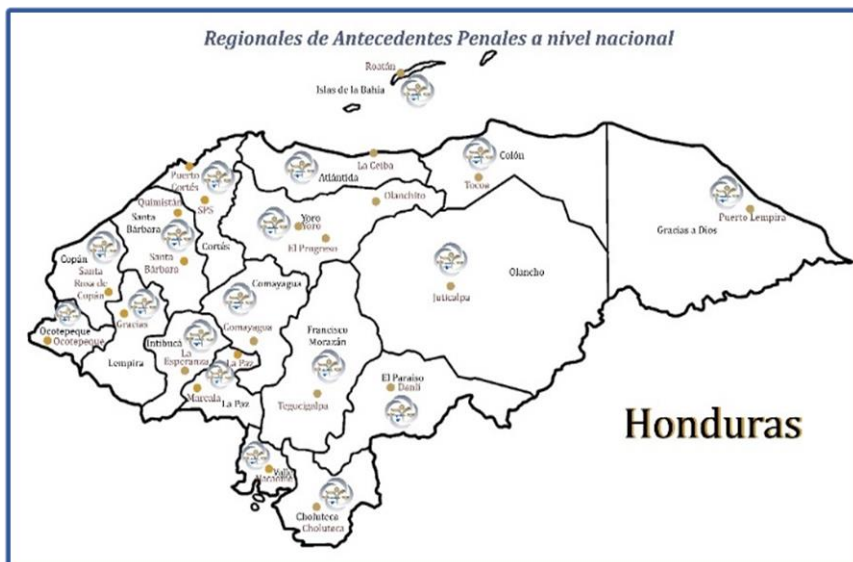 Regionales de Antecedentes Penales a nivel nacional
Roatán
Islas de la Bahía
La Ceiba
Atlántida
Colón
Tocoa
Puerto
Cortés
SPS
Cortés
Quimistán
Santa
Bárbara
Santa
Bárbara
Olanchito
Yoro
Yoro
El Progreso
Puerto Lempira
Gracias a Dios
Copán
Santa
Rosa de
Copán
Comayagua
Comayagua
Olancho
Juticalpa
Ocotepeque
Ocotepeque
Gracias
Lempira
Intibucá
La
Esperanza
La Paz
Marcala
La Paz
Francisco
Morazán
Tegucigalpa
El Paraíso
Danlí
Honduras
Valle
Nacaome
Choluteca
Choluteca